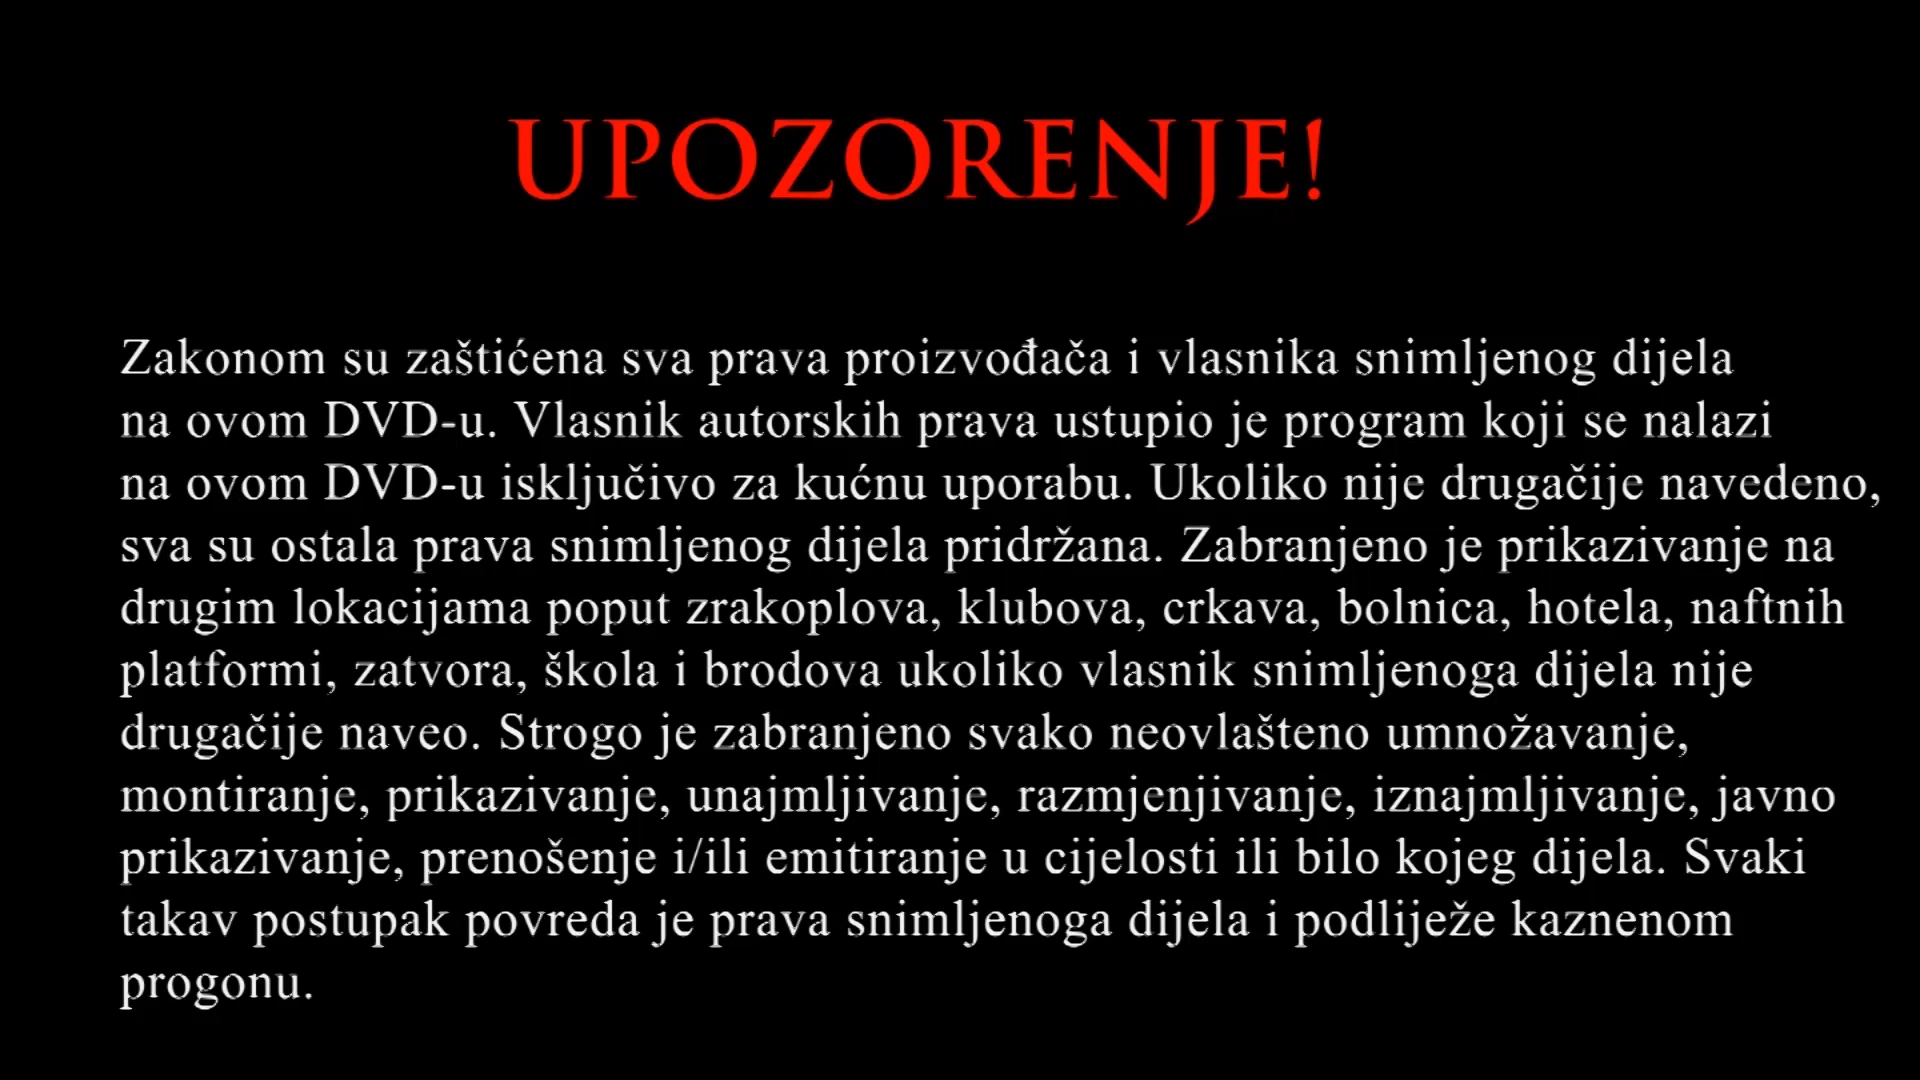 UPOZORENJE!
Zakonom su zaštićena sva prava proizvođača i vlasnika snimljenog dijela
na ovom DVD-u. Vlasnik autorskih prava ustupio je program koji se nalazi
na ovom DVD-u isključivo za kućnu uporabu. Ukoliko nije drugačije navedeno,
sva su ostala prava snimljenog dijela pridržana. Zabranjeno je prikazivanje na
drugim lokacijama poput zrakoplova, klubova, crkava, bolnica, hotela, naftnih
platformi, zatvora, škola i brodova ukoliko vlasnik snimljenoga dijela nije
drugačije naveo. Strogo je zabranjeno svako neovlašteno umnožavanje,
montiranje, prikazivanje, unajmljivanje, razmjenjivanje, iznajmljivanje, javno
prikazivanje, prenošenje i/ili emitiranje u cijelosti ili bilo kojeg dijela. Svaki
takav postupak povreda je prava snimljenoga dijela i podliježe kaznenom
progonu.